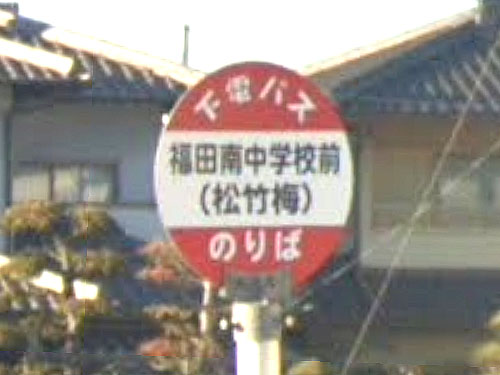 下電バス
福田南中学校前
(松竹梅)
のりば